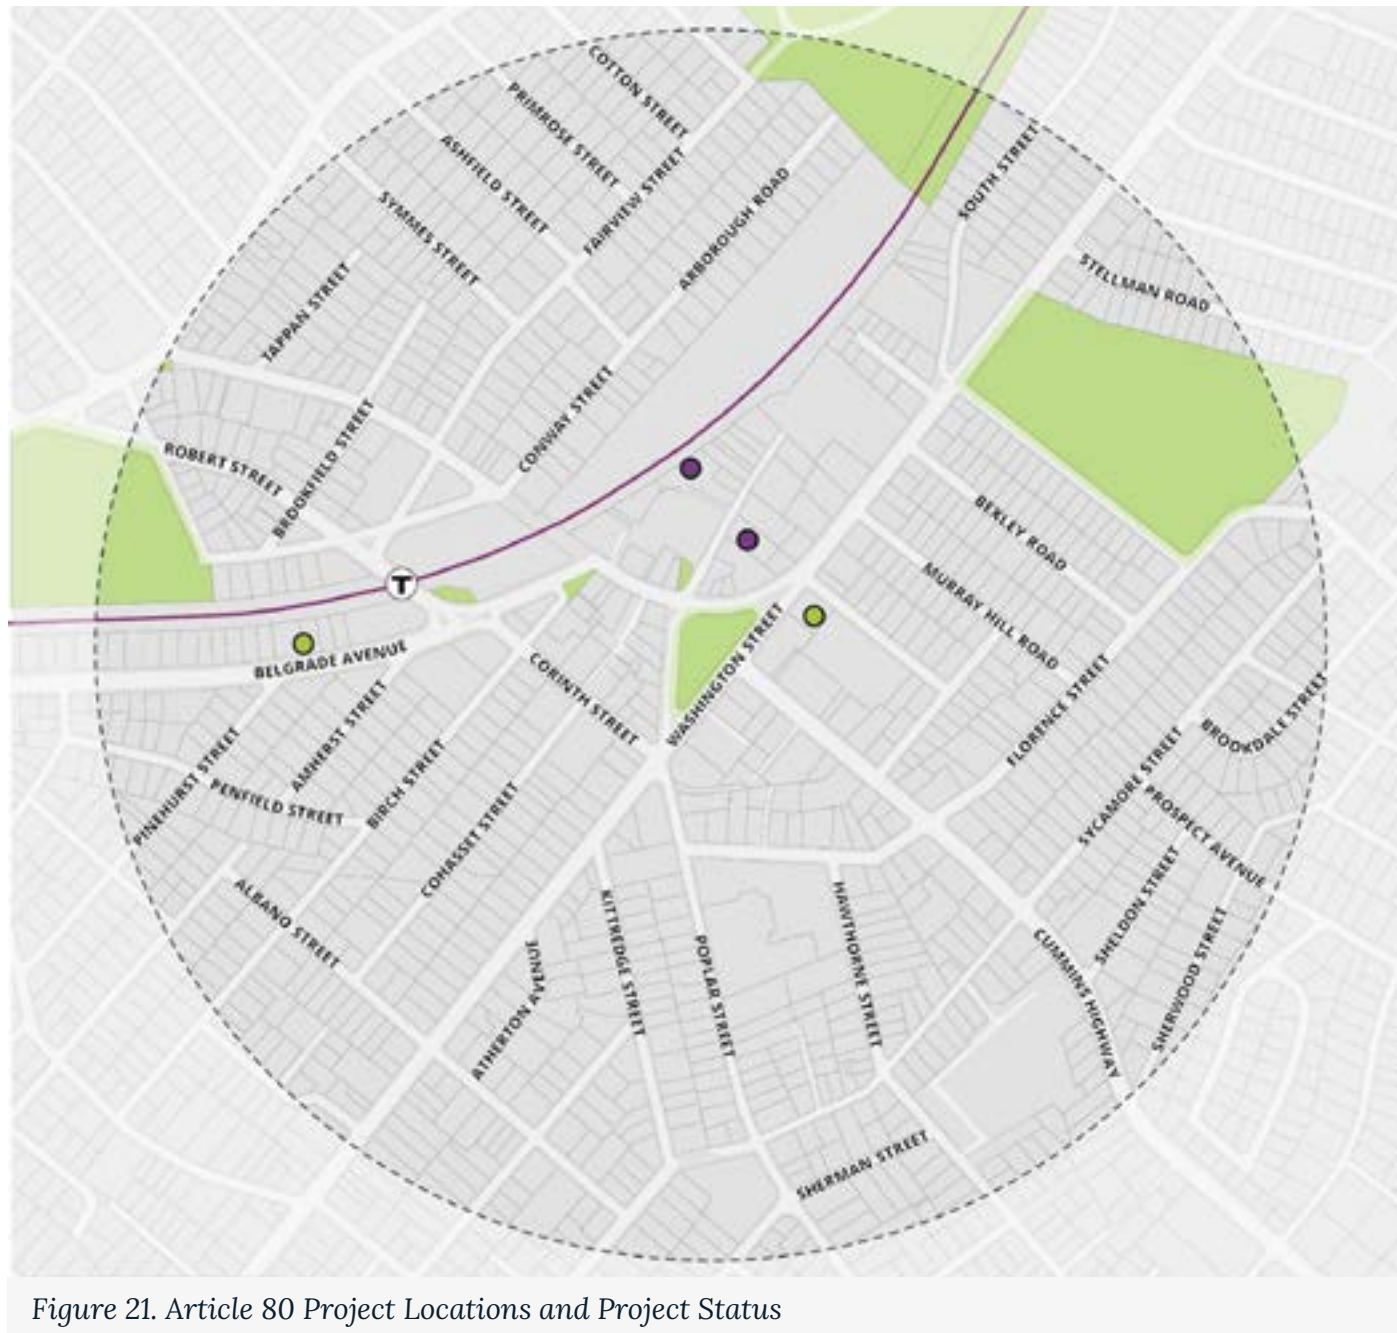 COTTON STREET
PRIMROSE STREET
ASHFIELD STREET
FAIRVIEW STREET
SYMMES STREET
ARBOROUGH ROAD
SOUTH STREET
STELLMAN ROAD
TAPPAN STREET
CONWAY STREET
ROBERT STREET
BROOKFIELD STREET
BEXLEY ROAD
MURRAY HILL ROAD
T
BELGRADE AVENUE
CORINTH STREET
WASHINGTON STREET
FLORENCE STREET
BROOKDALE STREET
SYCAMORE STREET
PROSPECT AVENUE
PINEHURST STREET
AMHERST STREET
PENFIELD STREET
BIRCH STREET
COHASSET STREET
ALBANO STREET
SHELDON STREET
SHERWOOD STREET
CUMMINS HIGHWAY
HAWTHORNE STREET
KITTREDGE STREET
POPLAR STREET
ATHERTON AVENUE
SHERMAN STREET
Figure 21. Article 80 Project Locations and Project Status